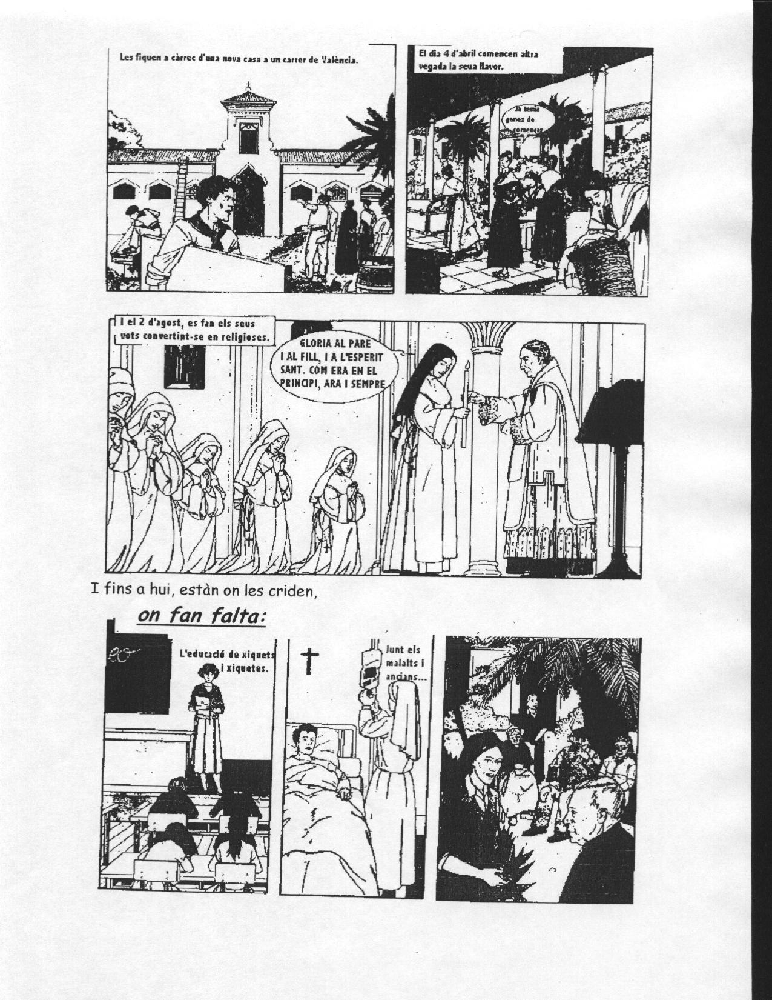 Les fiquen a càrrec d'una nova casa a un carrer de València.
El dia 4 d'abril comencen altra
vegada la seua llavor.
Ja tenia
ganes de
començar
I el 2 d'agost, es fan els seus
vots convertint-se en religioses.
GLORIA AL PARE
I AL FILL, I A L'ESPERIT
SANT. COM ERA EN EL
PRINCIPI, ARA I SEMPRE
I fins a hui, estàn on les criden,
on fan falta:
L'educació de xiquets
i xiquetes.
Junt els
malalts i
ancians...